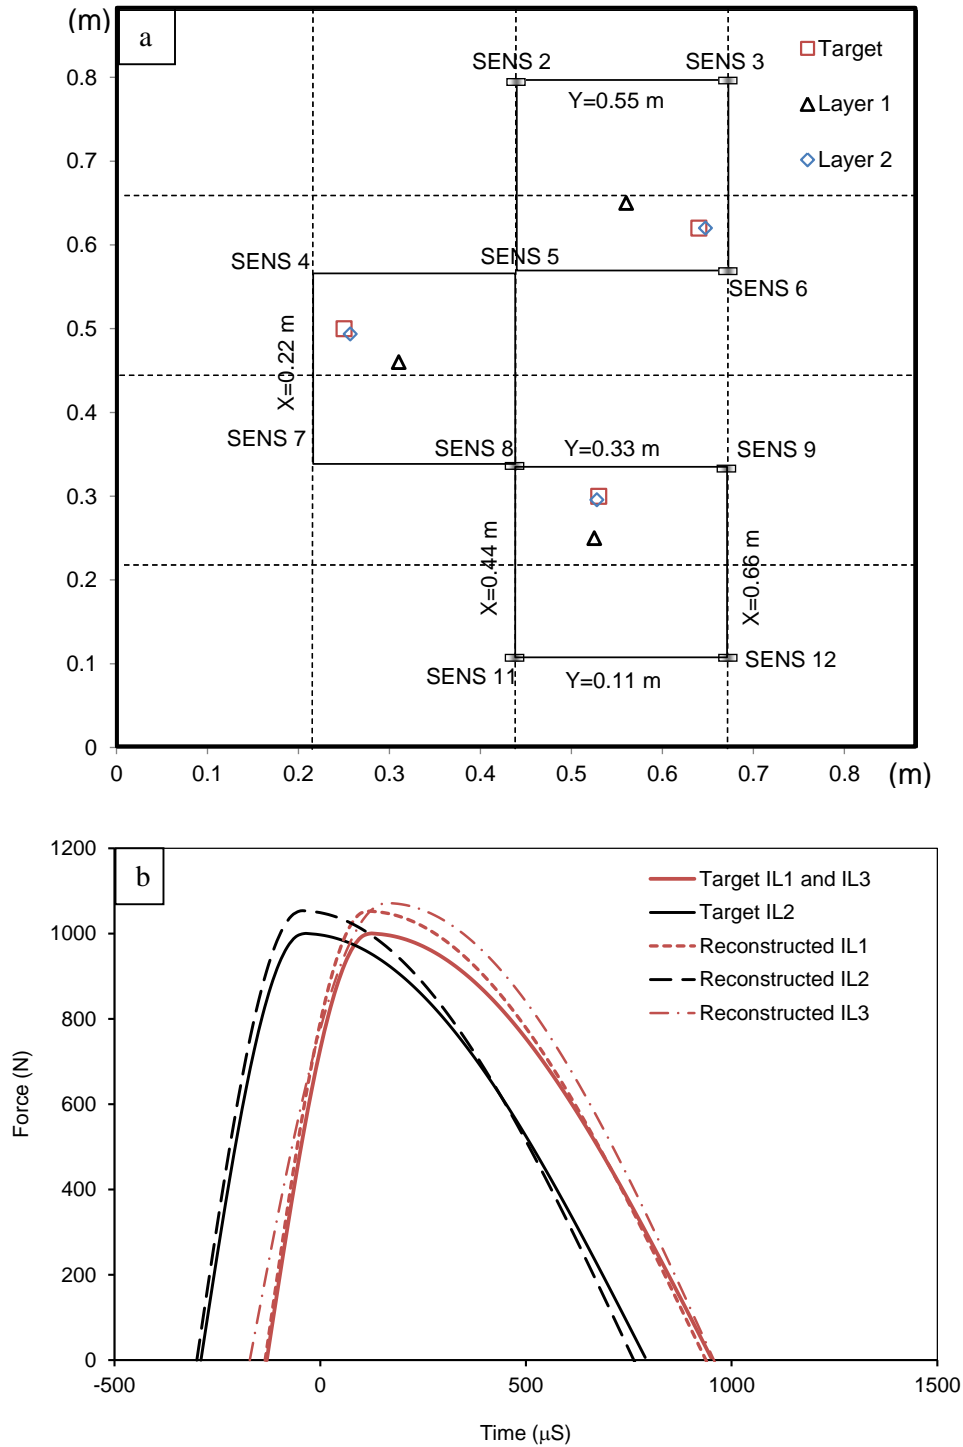 (m)
a
SENS 2
SENS 3
Target
0.8
Y=0.55 m
Layer 1
0.7
Layer 2
0.6
SENS 4
SENS 5
SENS 6
0.5
X=0.22 m
0.4
SENS 7
SENS 8
Y=0.33 m
SENS 9
0.3
X=0.44 m
X=0.66 m
0.2
0.1
SENS 11
SENS 12
Y=0.11 m
0
0
0.1
0.2
0.3
0.4
0.5
0.6
0.7
0.8
(m)
1200
b
Target IL1 and IL3
Target IL2
1000
Reconstructed IL1
Reconstructed IL2
Reconstructed IL3
800
Force (N)
600
400
200
0
-500
0
500
1000
1500
Time (μS)